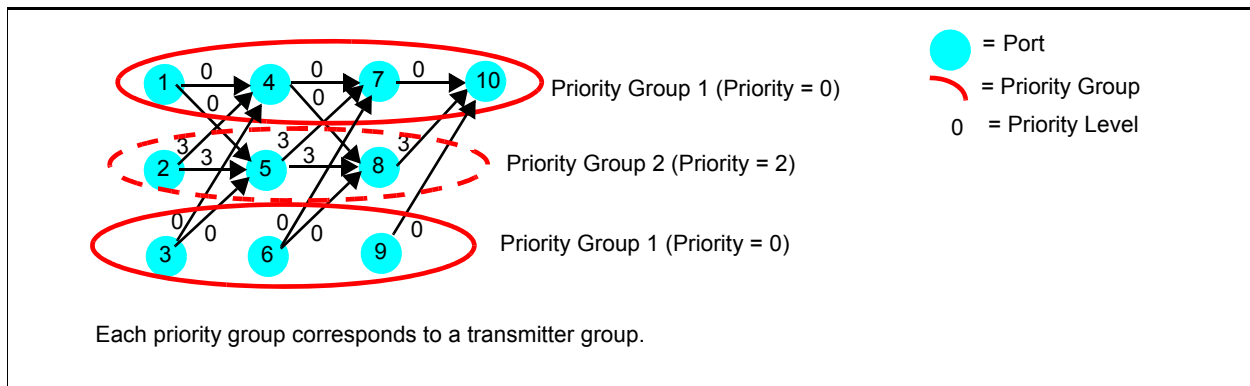 1 0 4 0 7 0 10
0 0
Priority Group 1 (Priority = 0)
3 3 3 3 3
2 5 8
Priority Group 2 (Priority = 2)
0 0 0 0 0
3 6 9
Priority Group 1 (Priority = 0)
= Port
= Priority Group
0 = Priority Level
Each priority group corresponds to a transmitter group.